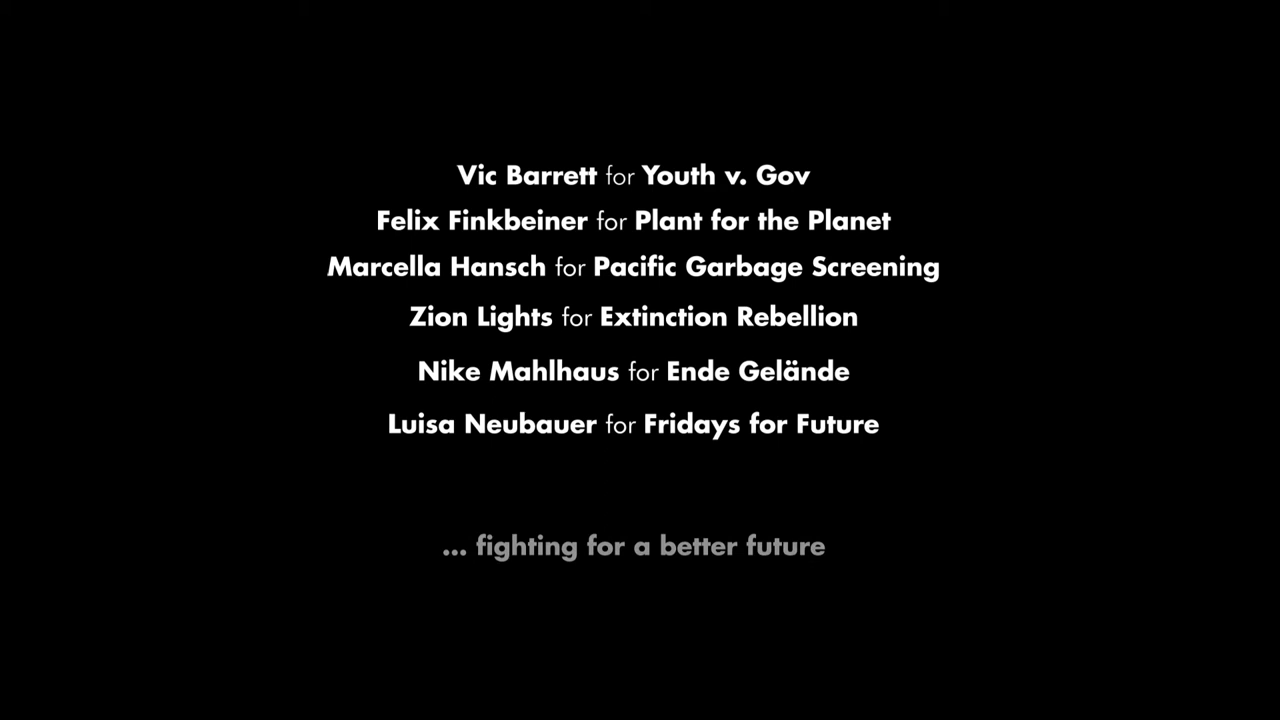 Vic Barrett for Youth v. Gov
Felix Finkbeiner for Plant for the Planet
Marcella Hansch for Pacific Garbage Screening
Zion Lights for Extinction Rebellion
Nike Mahlhaus for Ende Gelände
Luisa Neubauer for Fridays for Future
... fighting for a better future